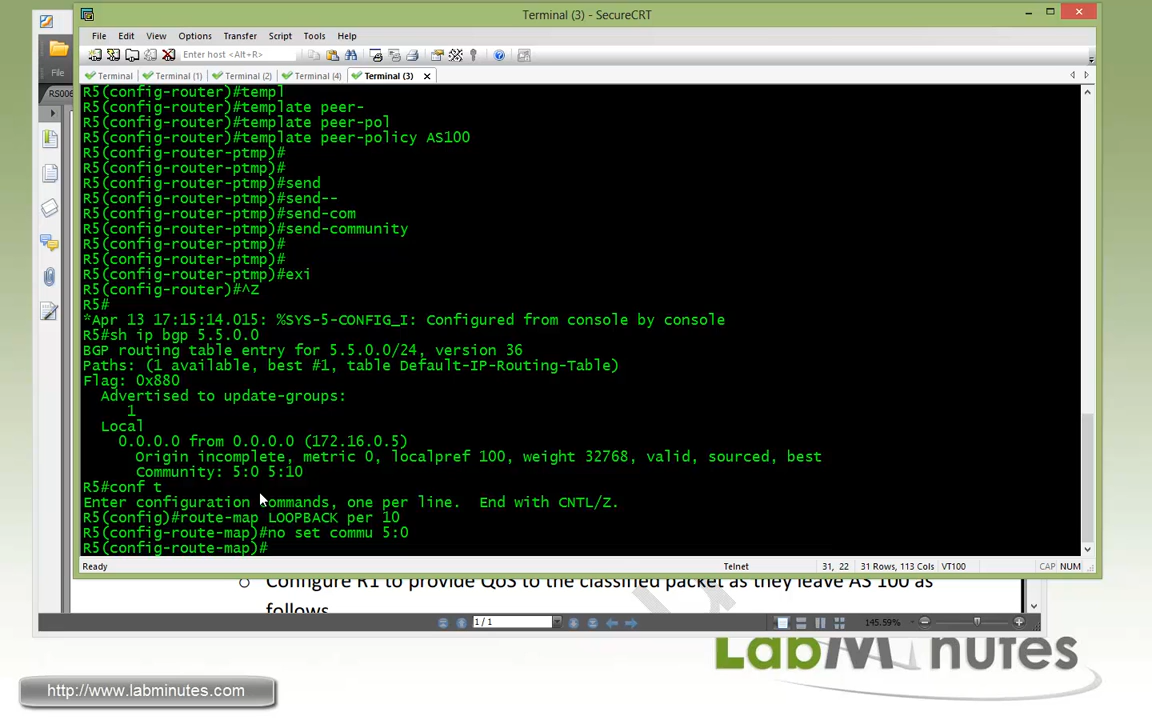 Terminal (3) - SecureCRT
File Edit View Options Transfer Script Tools Help
Enter host <Alt+R>
File
Terminal Terminal (1) Terminal (2) Terminal (4) Terminal (3)
RS006
R5(config-router)#templ
R5(config-router)#template peer-
R5(config-router)#template peer-pol
R5(config-router)#template peer-policy AS100
R5(config-router-ptmp)#
R5(config-router-ptmp)#
R5(config-router-ptmp)#send
R5(config-router-ptmp)#send--
R5(config-router-ptmp)#send-com
R5(config-router-ptmp)#send-community
R5(config-router-ptmp)#
R5(config-router-ptmp)#
R5(config-router-ptmp)#exi
R5(config-router)#^Z
R5#
*Apr 13 17:15:14.015: %SYS-5-CONFIG_I: Configured from console by console
R5#sh ip bgp 5.5.0.0
BGP routing table entry for 5.5.0.0/24, version 36
Paths: (1 available, best #1, table Default-IP-Routing-Table)
Flag: 0x880
Advertised to update-groups:
1
Local
0.0.0.0 from 0.0.0.0 (172.16.0.5)
Origin incomplete, metric 0, localpref 100, weight 32768, valid, sourced, best
Community: 5:0 5:10
R5#conf t
Enter configuration commands, one per line. End with CNTL/Z.
R5(config)#route-map LOOPBACK per 10
R5(config-route-map)#no set commu 5:0
R5(config-route-map)#
Ready Telnet 31, 22 31 Rows, 113 Cols VT100 CAP NUM
o Configure R1 to provide QoS to the classified packet as they leave AS 100 as
follows
1 / 1 145.59%
LabMinutes
http://www.labminutes.com